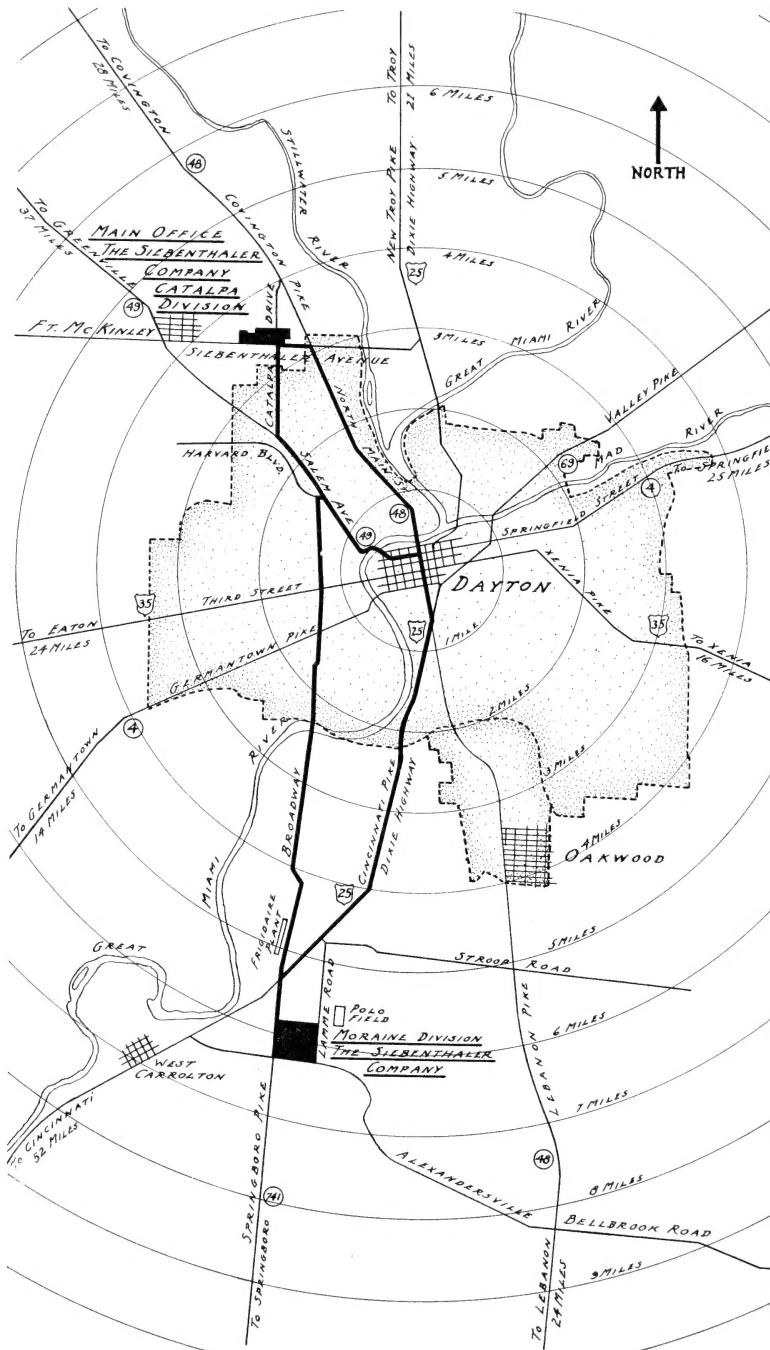 TO COVINGTON
28 MILES
TO TROY
21 MILES
NEW TROY PIKE
DIXIE HIGHWAY.
6 MILES
NORTH
48
STILLWATER
RIVER
5 MILES
TO GREENVILLE
37 MILES
COVINGTON PIKE
MAIN OFFICE
THE SIEBENTHALER
COMPANY
CATALPA
DIVISION
4 MILES
25
49
DRIVE
FT. MCKINLEY
3 MILES
GREAT MIAMI RIVER
SIEBENTHALER AVENUE
CATALPA
NORTH
MAIN ST.
VALLEY PIKE
HARVARD BLVD.
SALEM AVE.
69
MAD RIVER
TO SPRINGFIELD
25 MILES
4
48
49
SPRINGFIELD STREET
XENIA PIKE
DAYTON
THIRD STREET
35
35
TO EATON
24 MILES
25
1 MILE
TO XENIA
16 MILES
GERMANTOWN PIKE
2 MILES
4
RIVER
3 MILES
TO GERMANTOWN
14 MILES
BROADWAY
CINCINNATI PIKE
DIXIE HIGHWAY
4 MILES
OAKWOOD
MIAMI
25
FRIGIDAIRE
PLANT
5 MILES
GREAT
STROOP ROAD
LAMME ROAD
POLO
FIELD
6 MILES
MORAINE DIVISION
THE SIEBENTHALER
COMPANY
LEBANON PIKE
WEST
CARROLTON
7 MILES
TO CINCINNATI
52 MILES
SPRINGBORO PIKE
48
741
8 MILES
ALEXANDERSVILLE
BELLBROOK ROAD
9 MILES
TO SPRINGBORO
TO LEBANON
24 MILES